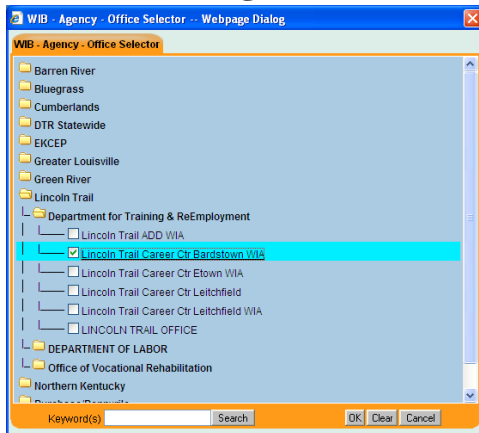 WIB - Agency - Office Selector -- Webpage Dialog
WIB - Agency - Office Selector
Barren River
Bluegrass
Cumberlands
DTR Statewide
EKCEP
Greater Louisville
Green River
Lincoln Trail
Department for Training & ReEmployment
Lincoln Trail ADD WIA
Lincoln Trail Career Ctr Bardstown WIA
Lincoln Trail Career Ctr Etown WIA
Lincoln Trail Career Ctr Leitchfield
Lincoln Trail Career Ctr Leitchfield WIA
LINCOLN TRAIL OFFICE
DEPARTMENT OF LABOR
Office of Vocational Rehabilitation
Northern Kentucky
Keyword(s) Search OK Clear Cancel